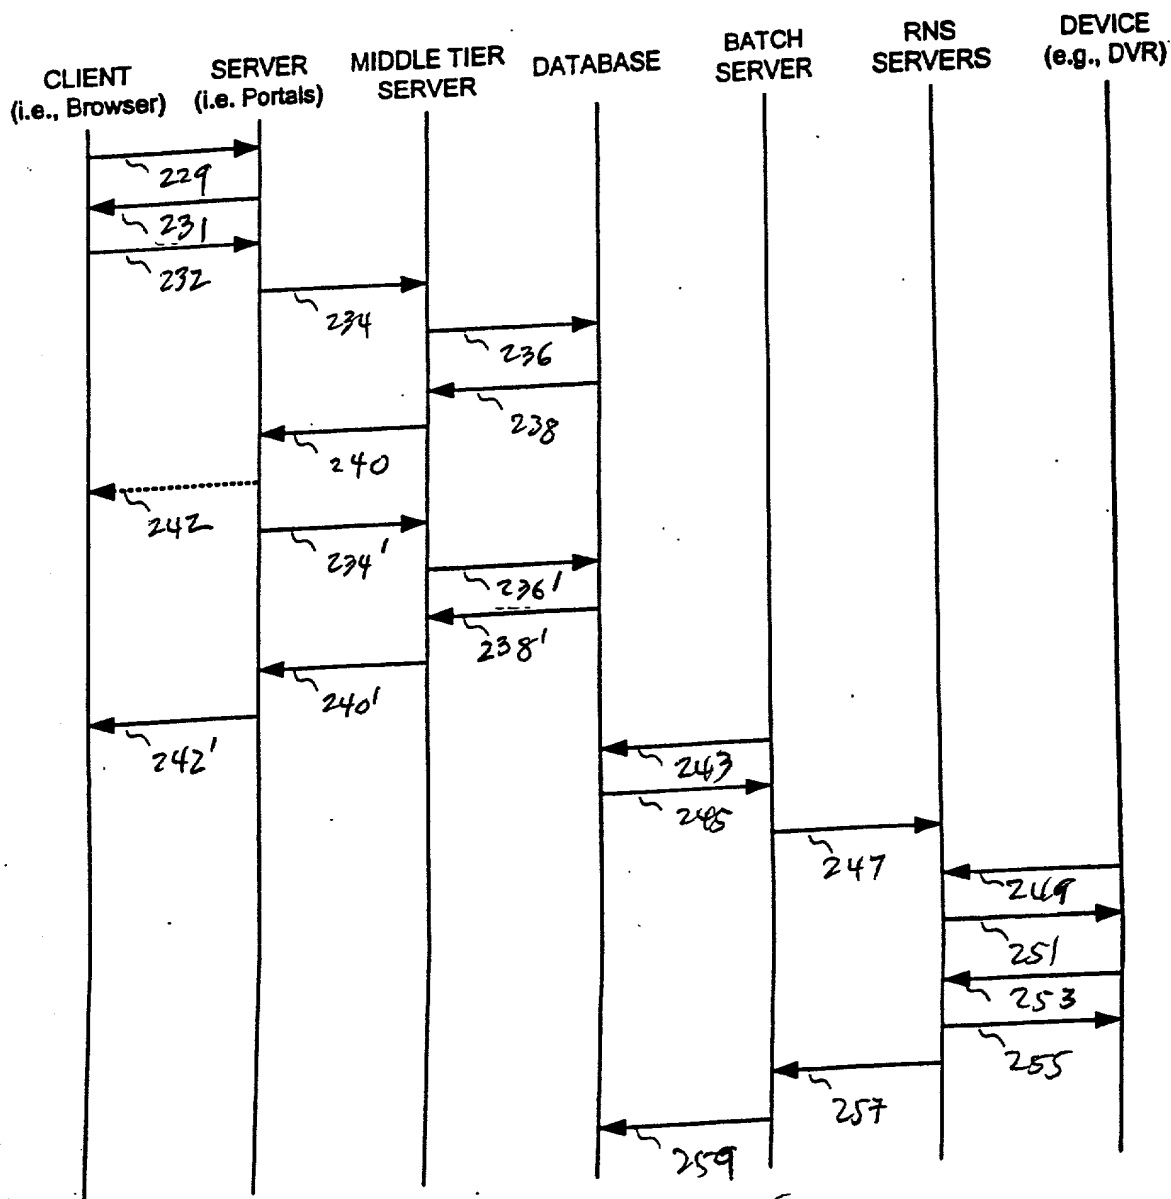 CLIENT
(i.e., Browser)
SERVER
(i.e. Portals)
MIDDLE TIER
SERVER
DATABASE
BATCH
SERVER
RNS
SERVERS
DEVICE
(e.g., DVR)
229
231
232
234
236
238
240
242
234'
236'
238'
240'
242'
243
245
247
249
251
253
255
257
259